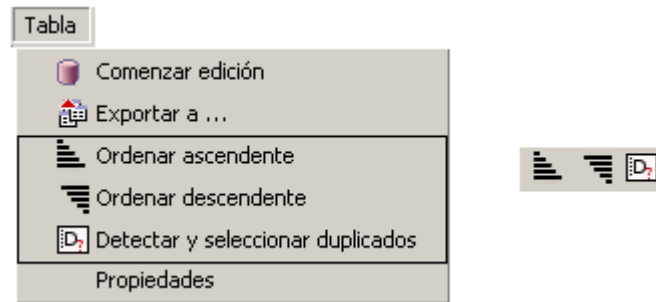 Tabla
Comenzar edición
Exportar a ...
Ordenar ascendente
Ordenar descendente
D? Detectar y seleccionar duplicados
Propiedades
D?